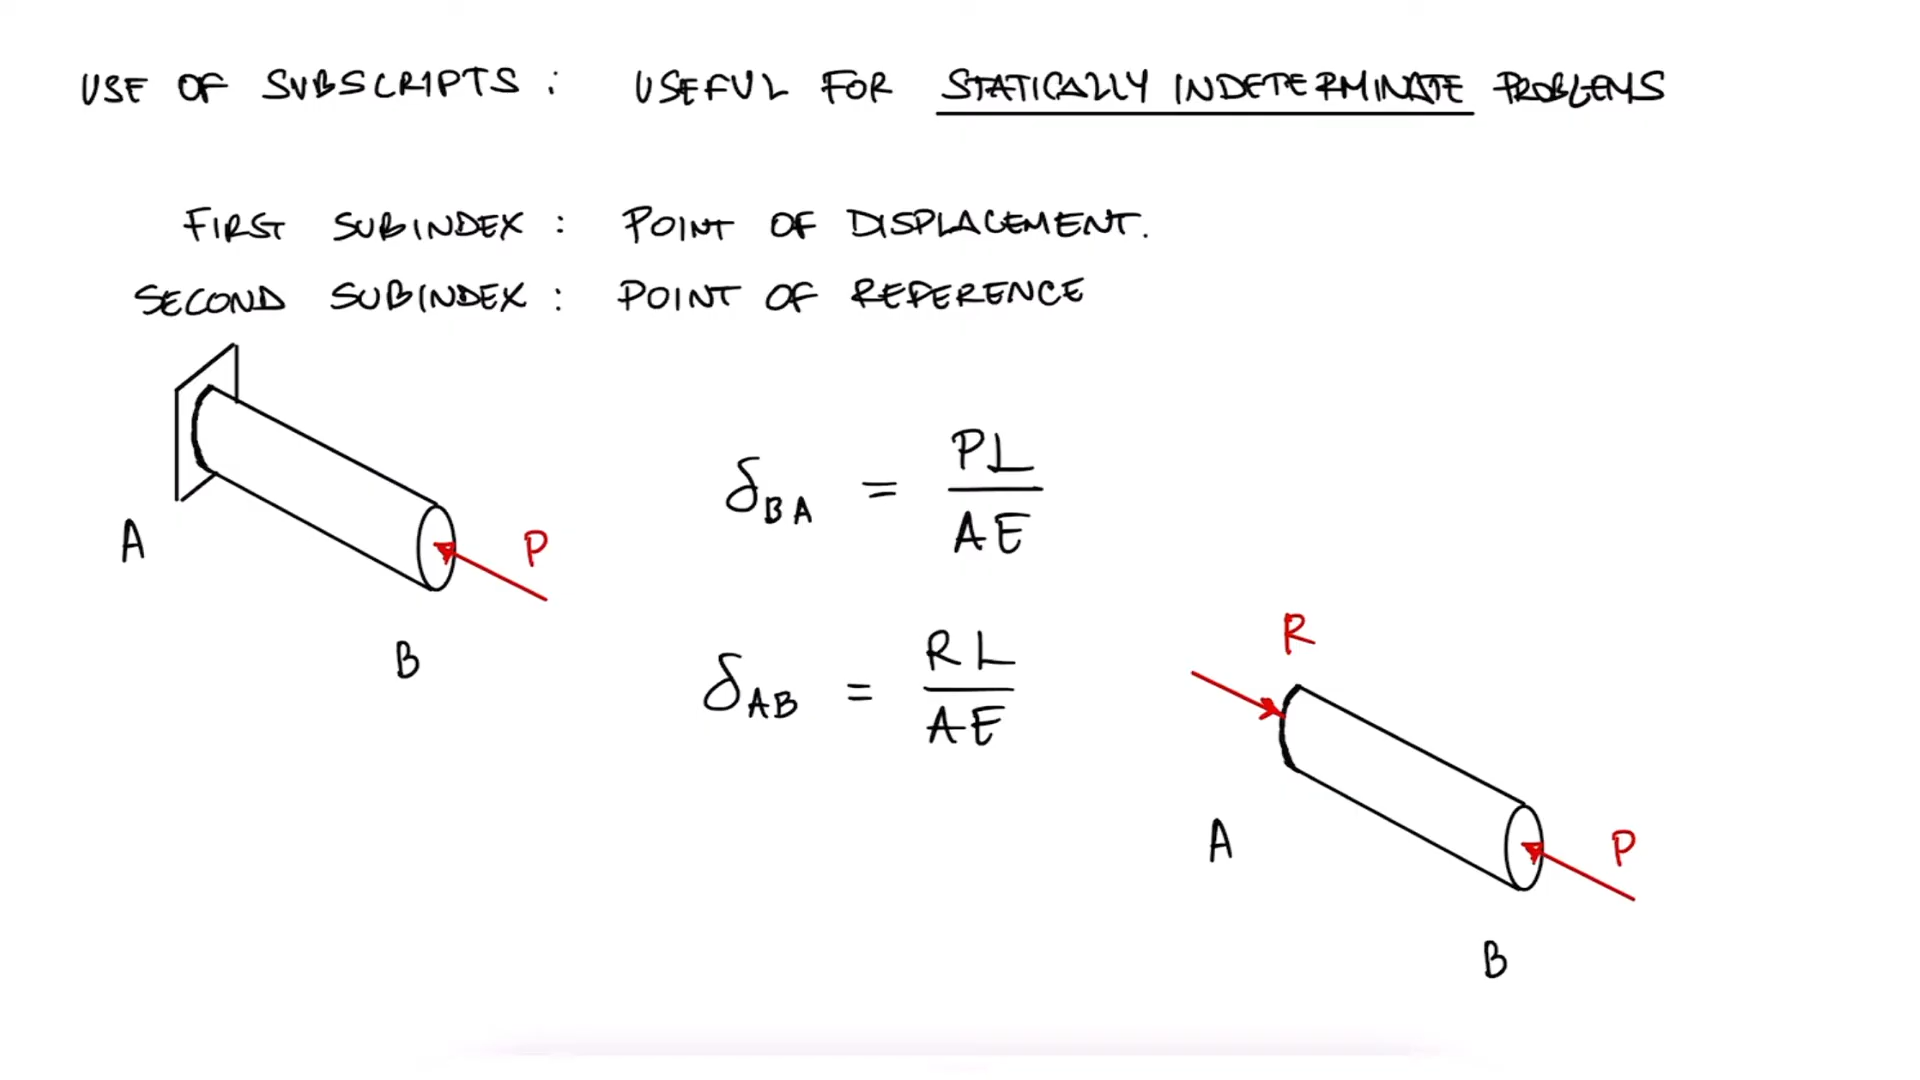 USE OF SUBSCRIPTS : USEFUL FOR STATICALLY INDETERMINATE PROBLEMS
FIRST SUBINDEX : POINT OF DISPLACEMENT.
SECOND SUBINDEX : POINT OF REFERENCE
A
P
B
δBA = PL / AE
δAB = RL / AE
R
A
P
B